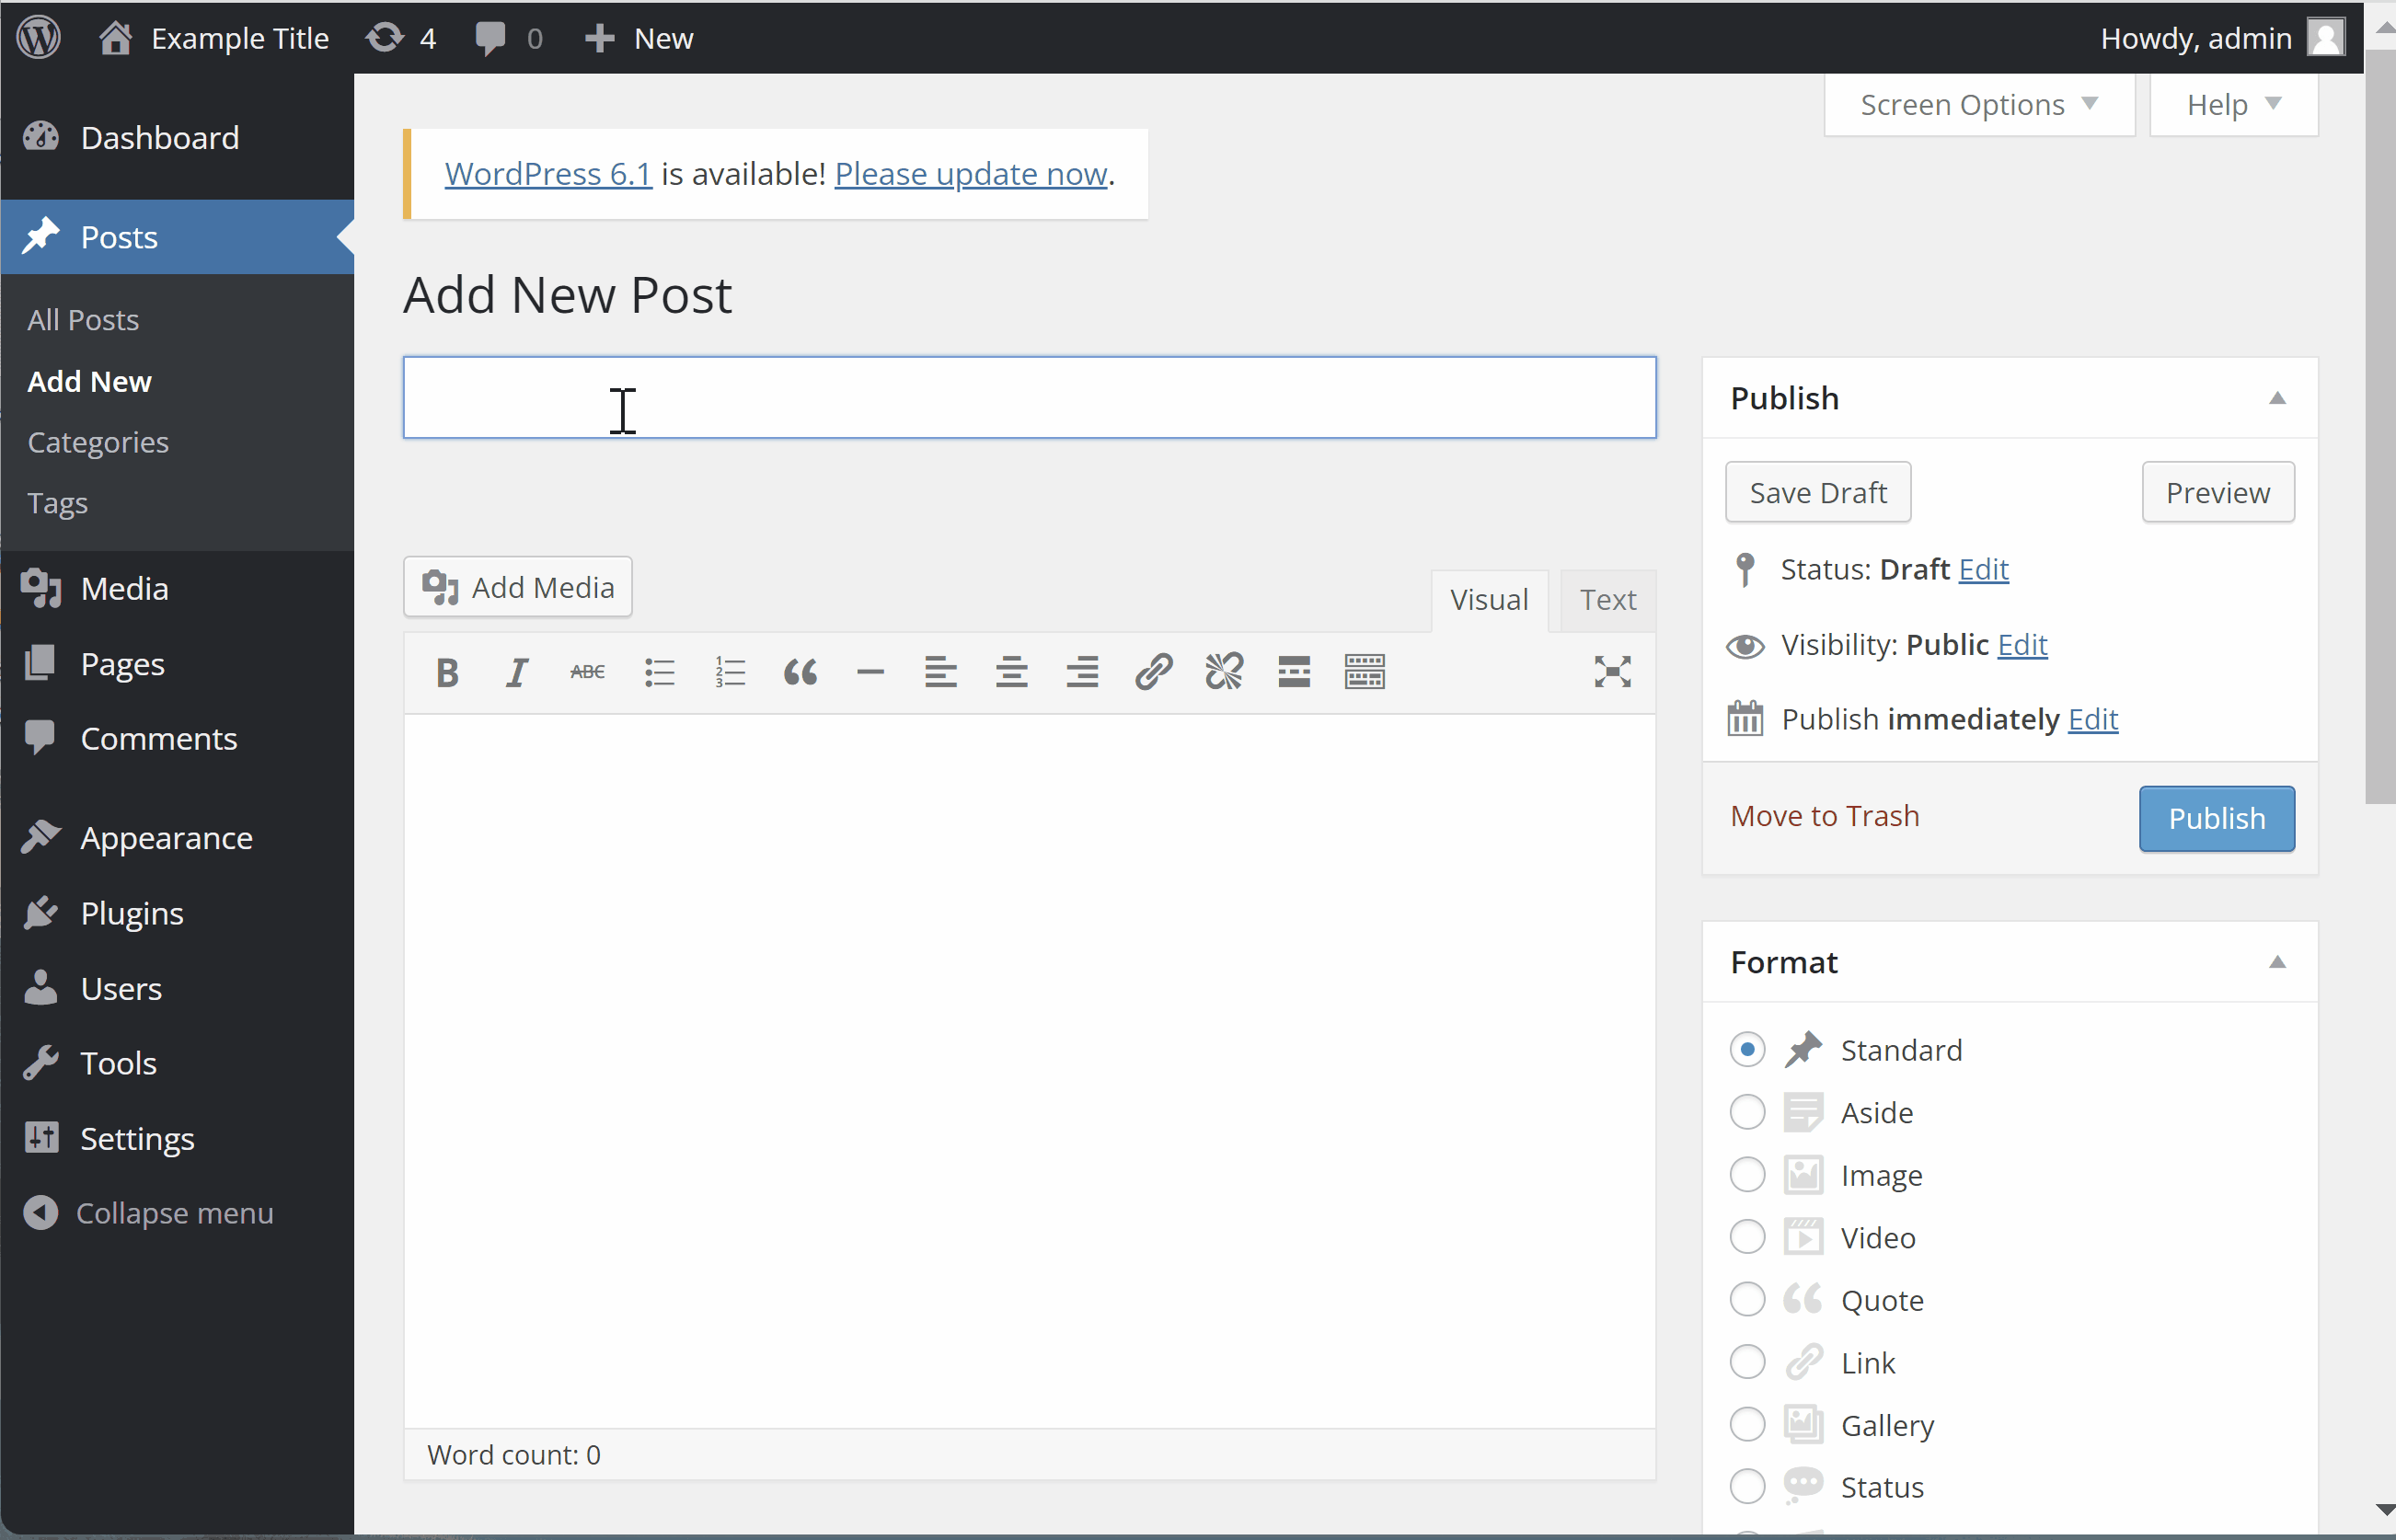 Example Title 4 0 New Howdy, admin
Screen Options Help
Dashboard
Posts
All Posts
Add New
Categories
Tags
Media
Pages
Comments
Appearance
Plugins
Users
Tools
Settings
Collapse menu
WordPress 6.1 is available! Please update now.
Add New Post
Add Media
Visual Text
B I ABC
Word count: 0
Publish
Save Draft Preview
Status: Draft Edit
Visibility: Public Edit
Publish immediately Edit
Move to Trash Publish
Format
Standard
Aside
Image
Video
Quote
Link
Gallery
Status